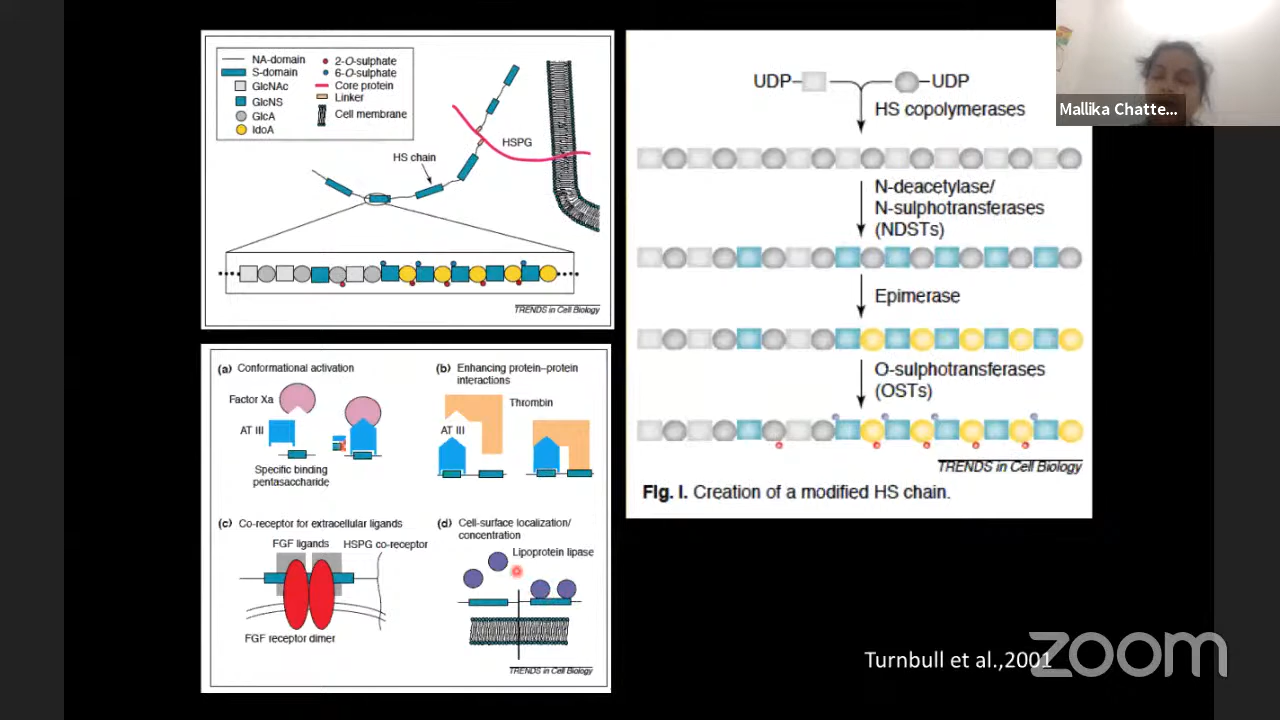 NA-domain
S-domain
GlcNAc
GlcNS
GlcA
IdoA
2-O-sulphate
6-O-sulphate
Core protein
Linker
Cell membrane
HSPG
HS chain
TRENDS in Cell Biology
(a) Conformational activation
Factor Xa
AT III
Specific binding
pentasaccharide
(b) Enhancing protein–protein
interactions
Thrombin
AT III
(c) Co-receptor for extracellular ligands
FGF ligands
HSPG co-receptor
FGF receptor dimer
(d) Cell-surface localization/
concentration
Lipoprotein lipase
TRENDS in Cell Biology
UDP
UDP
HS copolymerases
N-deacetylase/
N-sulphotransferases
(NDSTs)
Epimerase
O-sulphotransferases
(OSTs)
TRENDS in Cell Biology
Fig. I. Creation of a modified HS chain.
Mallika Chatte...
Turnbull et al.,2001
zoom